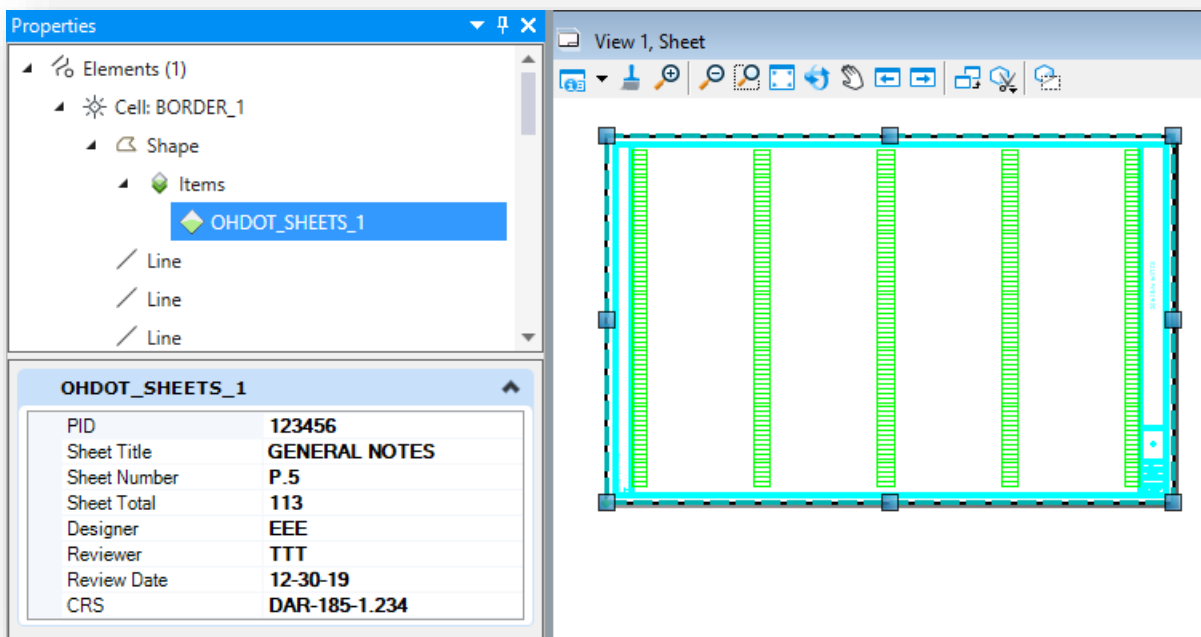 Properties
Elements (1)
Cell: BORDER_1
Shape
Items
OHDOT_SHEETS_1
Line
Line
Line
OHDOT_SHEETS_1
PID 123456
Sheet Title GENERAL NOTES
Sheet Number P.5
Sheet Total 113
Designer EEE
Reviewer TTT
Review Date 12-30-19
CRS DAR-185-1.234
View 1, Sheet